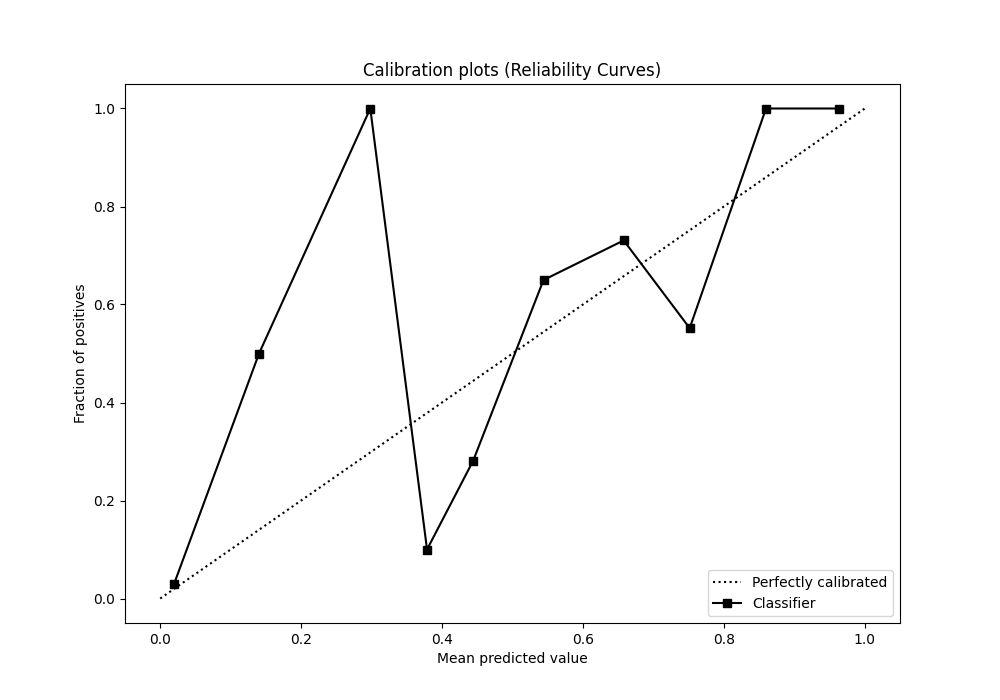 Calibration plots (Reliability Curves)
Fraction of positives
1.0
0.8
0.6
0.4
0.2
0.0
0.0 0.2 0.4 0.6 0.8 1.0
Mean predicted value
Perfectly calibrated
Classifier